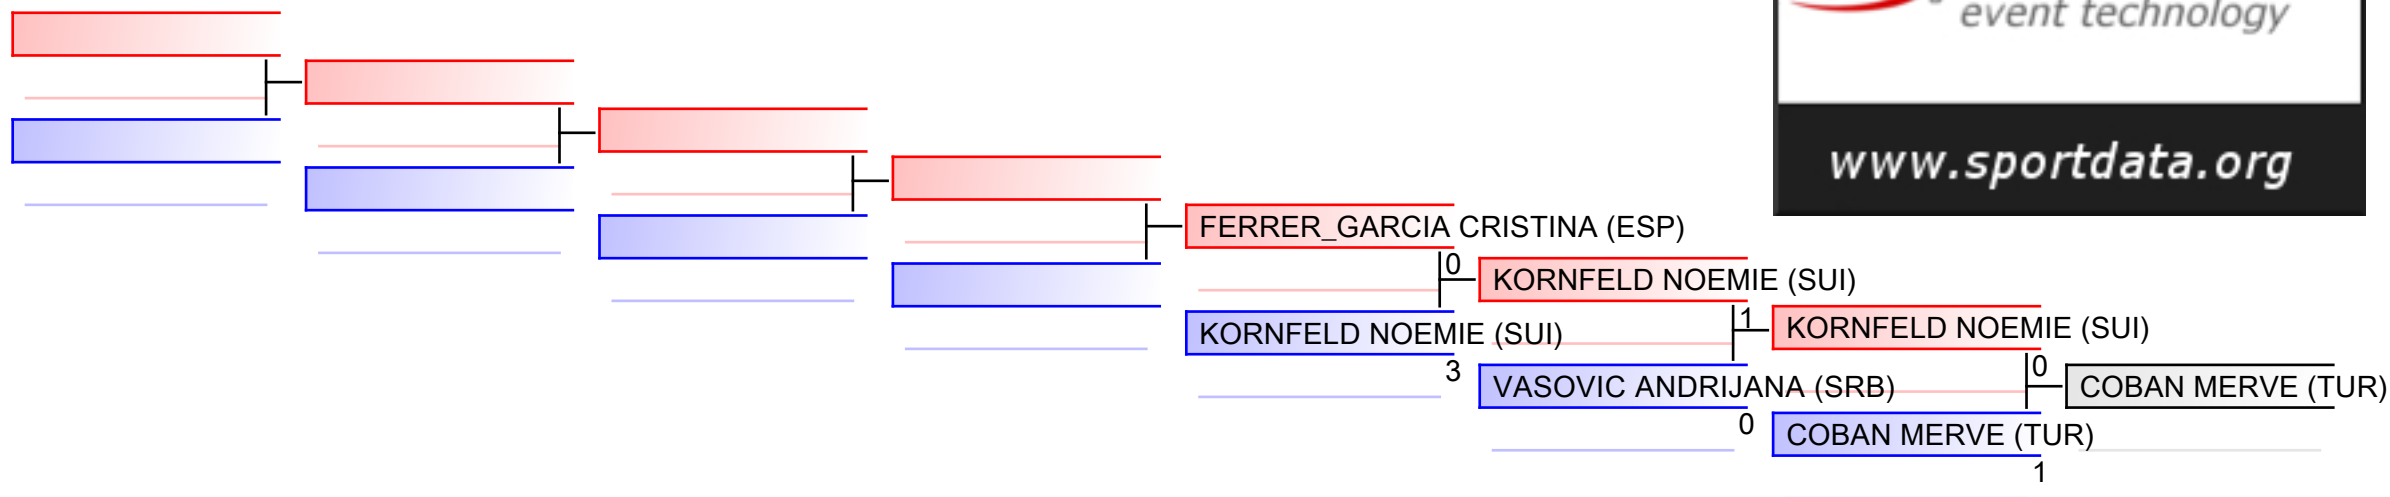 event technology
www.sportdata.org
FERRER_GARCIA CRISTINA (ESP)
0
KORNFELD NOEMIE (SUI)
KORNFELD NOEMIE (SUI)
3
1
KORNFELD NOEMIE (SUI)
VASOVIC ANDRIJANA (SRB)
0
0
COBAN MERVE (TUR)
COBAN MERVE (TUR)
1